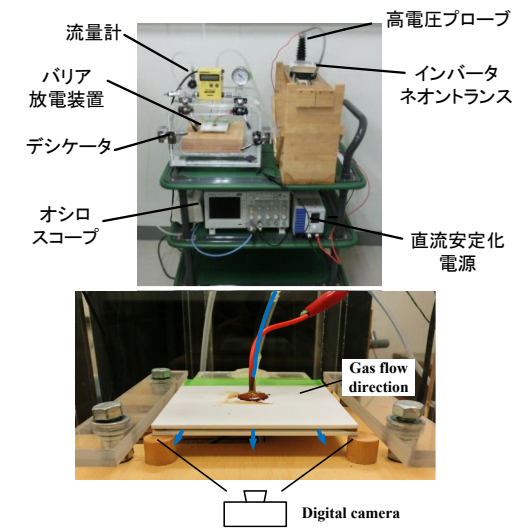 高電圧プローブ
流量計
インバータ
ネオントランス
バリア
放電装置
デシケータ
オシロ
スコープ
直流安定化
電源
Gas flow
direction
Digital camera